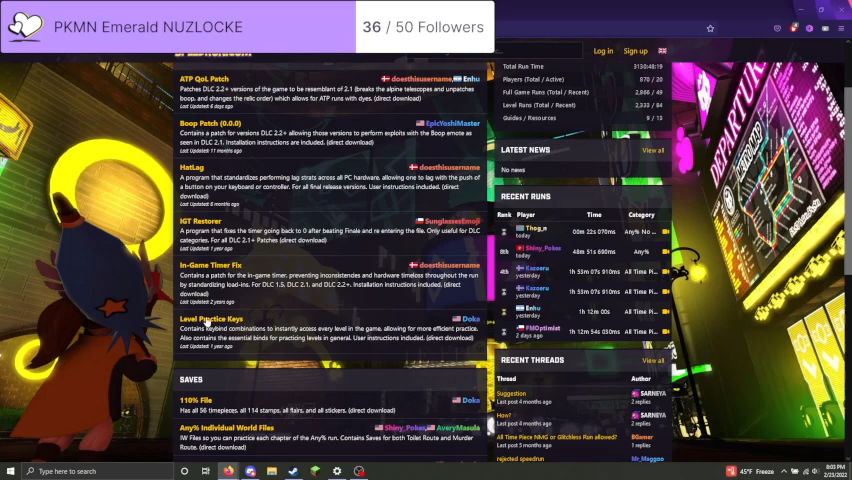 PKMN Emerald NUZLOCKE
36 / 50 Followers
Log in Sign up
ATP QoL Patch
doesthisusername, Enhu
Patches DLC 2.2+ versions of the game to be resemblant of 2.1 (breaks the alpine telescopes and unpatches
boop, and changes the relic order) which allows for ATP runs with dyes. (direct download)
Last Updated: 6 days ago
Boop Patch (0.0.0)
EpicYoshiMaster
Contains a patch for versions DLC 2.2+ allowing those versions to perform exploits with the Boop emote as
seen in DLC 2.1. Installation instructions are included. (direct download)
Last Updated: 11 months ago
HatLag
doesthisusername
A program that standardizes performing lag strats across all PC hardware, allowing one to lag with the push of
a button on your keyboard or controller. For all final release versions. User instructions included. (direct
download)
Last Updated: 6 months ago
IGT Restorer
SunglassesEmoji
A program that fixes the timer going back to 0 after beating Finale and re entering the file. Only useful for DLC
categories. For all DLC 2.1+ Patches (direct download)
Last Updated: 1 year ago
In-Game Timer Fix
doesthisusername
Contains a patch for the in-game timer, preventing inconsistencies and hardware timeloss throughout the run
by standardizing load-ins. For DLC 1.5, DLC 2.1, and DLC 2.2+. Installation instructions are included. (direct
download)
Last Updated: 2 years ago
Level Practice Keys
Doka
Contains keybind combinations to instantly access every level in the game, allowing for more efficient practice.
Also contains the essential binds for practicing levels in general. User instructions included. (direct download)
Last Updated: 1 year ago
SAVES
110% File
Doka
Has all 56 timepieces, all 114 stamps, all flairs, and all stickers. (direct download)
Any% Individual World Files
Shiny_Pokes, AveryMasula
IW Files so you can practice each chapter of the Any% run. Contains Saves for both Toilet Route and Murder
Route. (direct download)
Total Run Time 3130:48:19
Players (Total / Active) 870 / 20
Full Game Runs (Total / Recent) 2,966 / 49
Level Runs (Total / Recent) 2,333 / 84
Guides / Resources 9 / 13
LATEST NEWS View all
No news
RECENT RUNS
Rank Player Time Category
Thog_n
today
00m 22s 070ms Any% No ...
8th Shiny_Pokes
today
48m 51s 690ms Any%
4th Kazoeru
yesterday
1h 53m 07s 910ms All Time Pi...
Kazoeru
yesterday
1h 53m 07s 910ms All Time Pi...
Enhu
yesterday
1h 12m 00s All Time Pi...
FMOptimist
2 days ago
1h 12m 54s 030ms All Time Pi...
RECENT THREADS View all
Thread Author
Suggestion
Last post 4 months ago
SARNEYA
2 replies
How?
Last post 4 months ago
SARNEYA
2 replies
All Time Piece NMG or Glitchless Run allowed?
Last post 5 months ago
BGamer
1 replies
rejected speedrun Mr_Maggoo
DEPARTURES
Type here to search
45°F Freeze
8:03 PM
2/23/2022